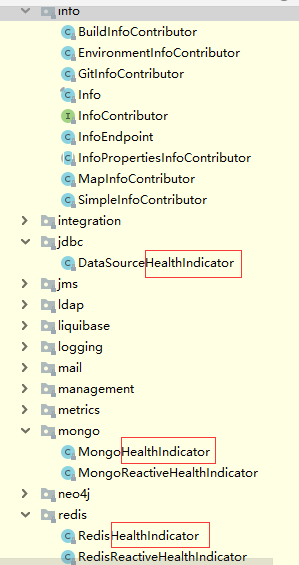 info
BuildInfoContributor
EnvironmentInfoContributor
GitInfoContributor
Info
InfoContributor
InfoEndpoint
InfoPropertiesInfoContributor
MapInfoContributor
SimpleInfoContributor
integration
jdbc
DataSourceHealthIndicator
jms
ldap
liquibase
logging
mail
management
metrics
mongo
MongoHealthIndicator
MongoReactiveHealthIndicator
neo4j
redis
RedisHealthIndicator
RedisReactiveHealthIndicator